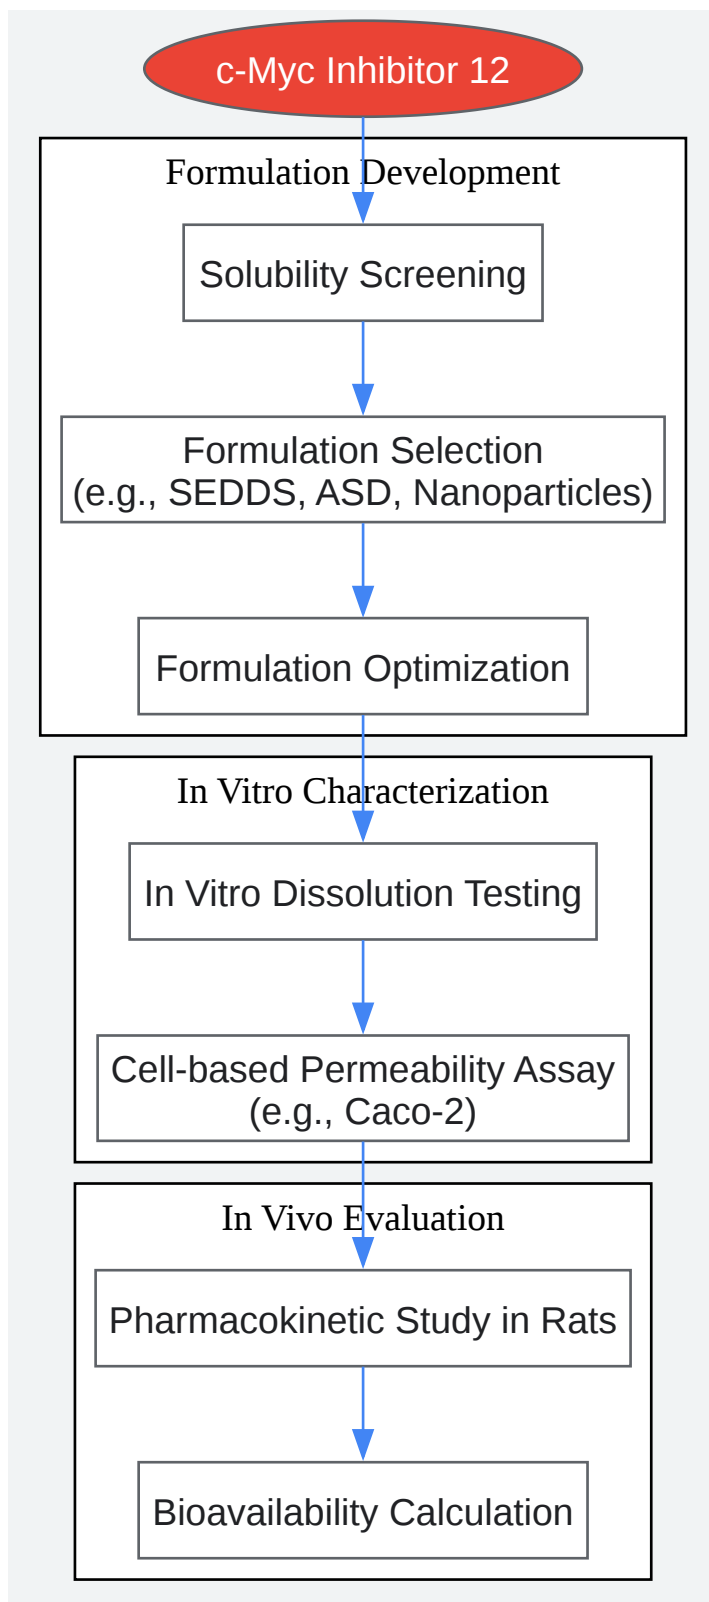 c-Myc Inhibitor 12
Formulation Development
Solubility Screening
Formulation Selection
(e.g., SEDDS, ASD, Nanoparticles)
Formulation Optimization
In Vitro Characterization
In Vitro Dissolution Testing
Cell-based Permeability Assay
(e.g., Caco-2)
In Vivo Evaluation
Pharmacokinetic Study in Rats
Bioavailability Calculation